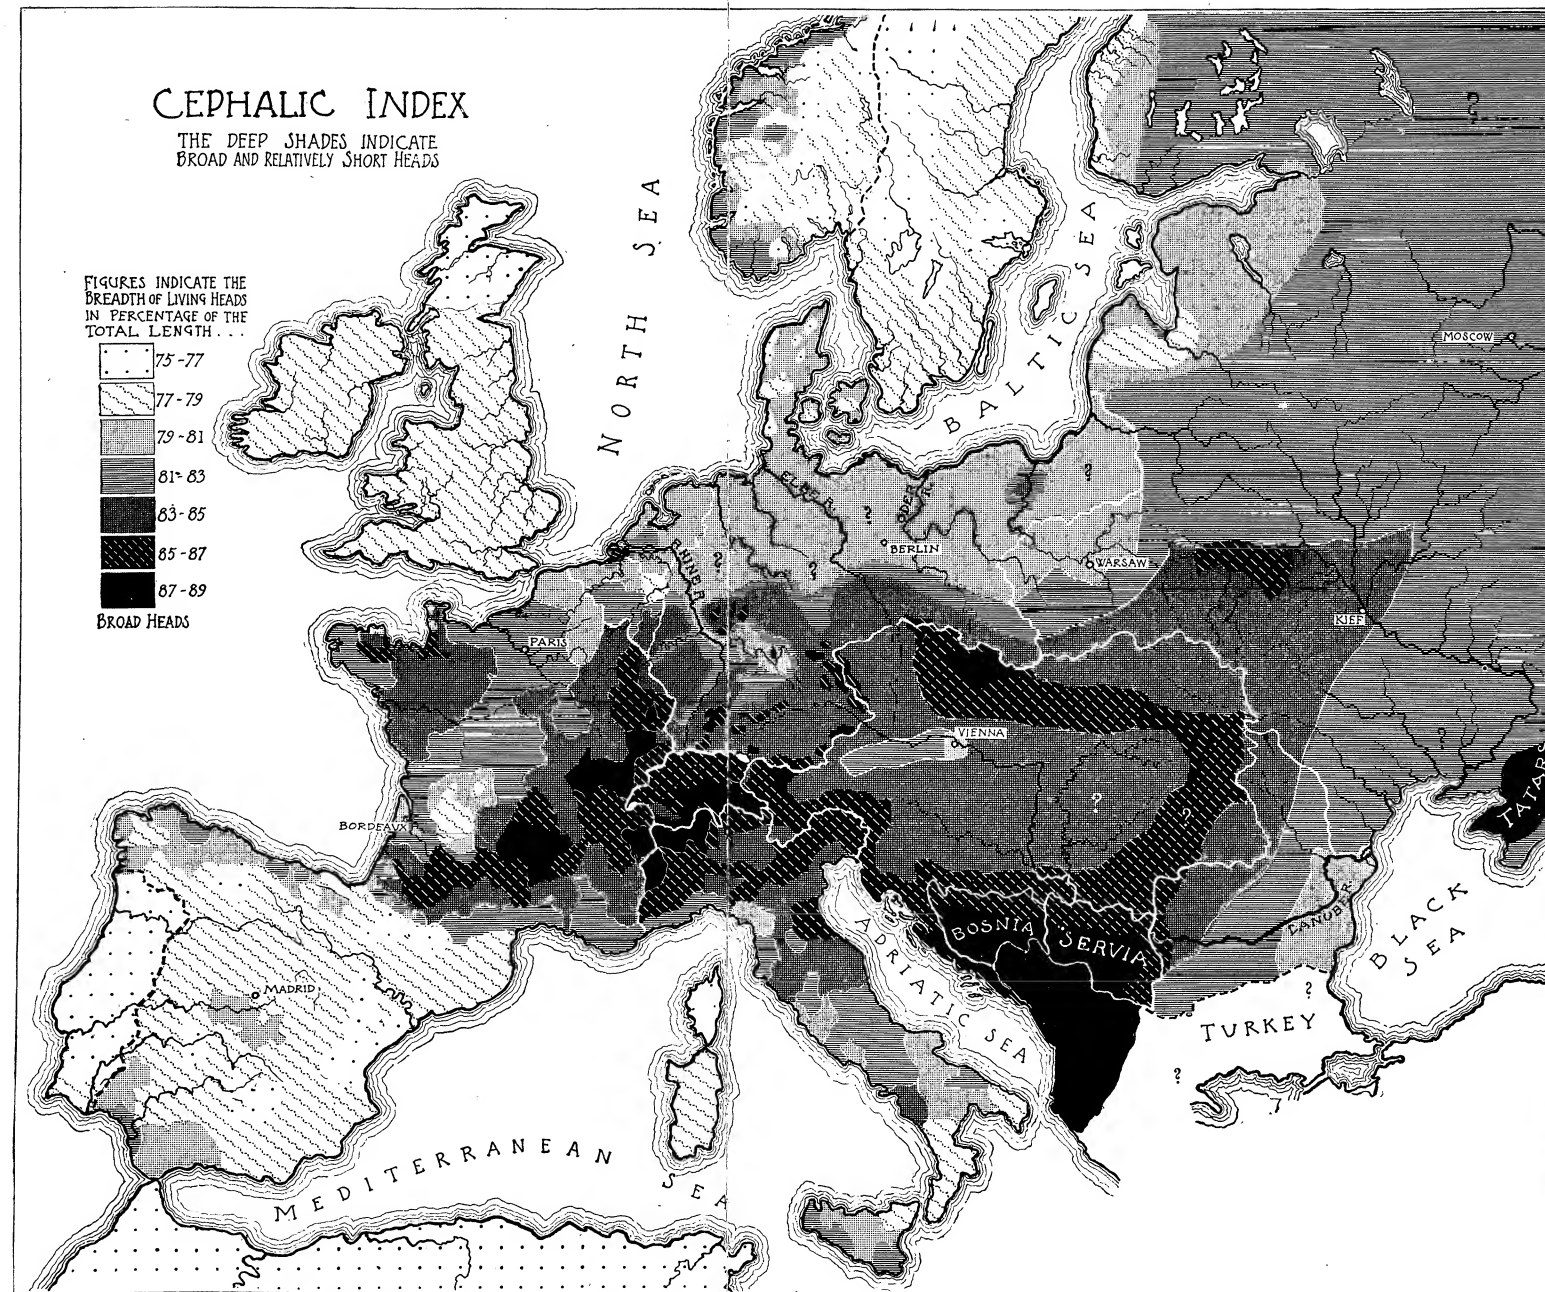 CEPHALIC INDEX
THE DEEP SHADES INDICATE
BROAD AND RELATIVELY SHORT HEADS
FIGURES INDICATE THE
BREADTH OF LIVING HEADS
IN PERCENTAGE OF THE
TOTAL LENGTH . . .
75-77
77-79
79-81
81-83
83-85
85-87
87-89
BROAD HEADS
NORTH SEA
BALTIC SEA
MOSCOW
ELBE R.
ODER R.
?
?
?
?
?
BERLIN
WARSAW
RHINE R.
PARIS
KIEF
VIENNA
?
?
?
BORDEAUX
TATARS
BOSNIA
SERVIA
DANUBE R.
BLACK
SEA
ADRIATIC SEA
MADRID
?
TURKEY
?
MEDITERRANEAN SEA